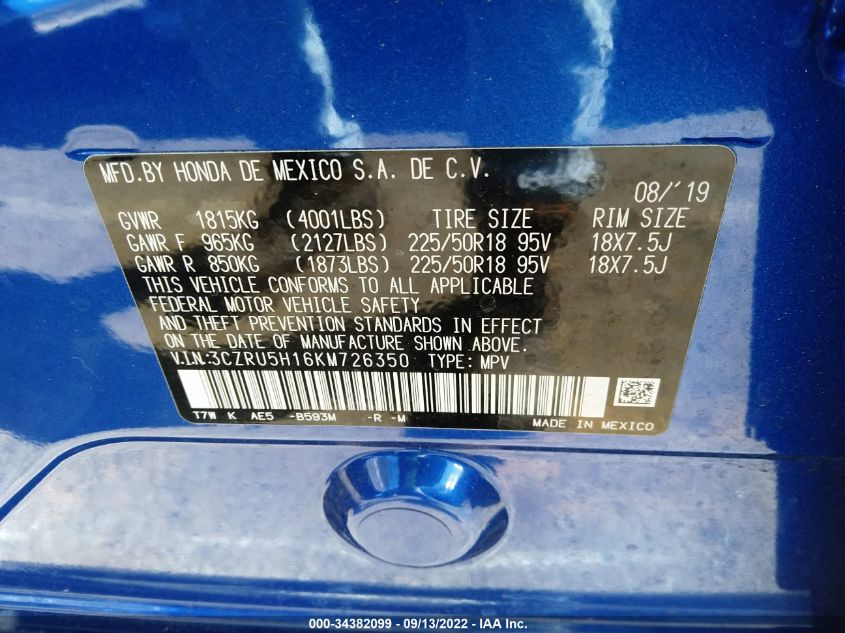 MFD.BY HONDA DE MEXICO S.A. DE C.V.
08/'19
GVWR 1815KG (4001LBS) TIRE SIZE RIM SIZE
GAWR F 965KG (2127LBS) 225/50R18 95V 18X7.5J
GAWR R 850KG (1873LBS) 225/50R18 95V 18X7.5J
THIS VEHICLE CONFORMS TO ALL APPLICABLE
FEDERAL MOTOR VEHICLE SAFETY
AND THEFT PREVENTION STANDARDS IN EFFECT
ON THE DATE OF MANUFACTURE SHOWN ABOVE.
V.I.N:3CZRU5H16KM726350 TYPE: MPV
T7W K AE5 -B593M -R -M
MADE IN MEXICO
000-34382099 - 09/13/2022 - IAA Inc.